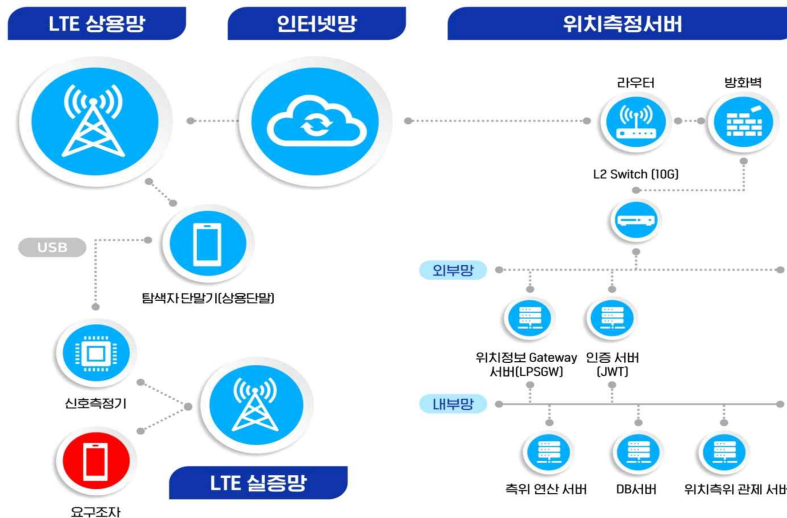 LTE 상용망
인터넷망
위치측정서버
라우터
방화벽
L2 Switch (10G)
USB
탐색자 단말기(상용단말)
외부망
위치정보 Gateway
서버(LPSGW)
인증 서버
(JWT)
신호측정기
내부망
LTE 실증망
요구조자
측위 연산 서버
DB서버
위치측위 관제 서버